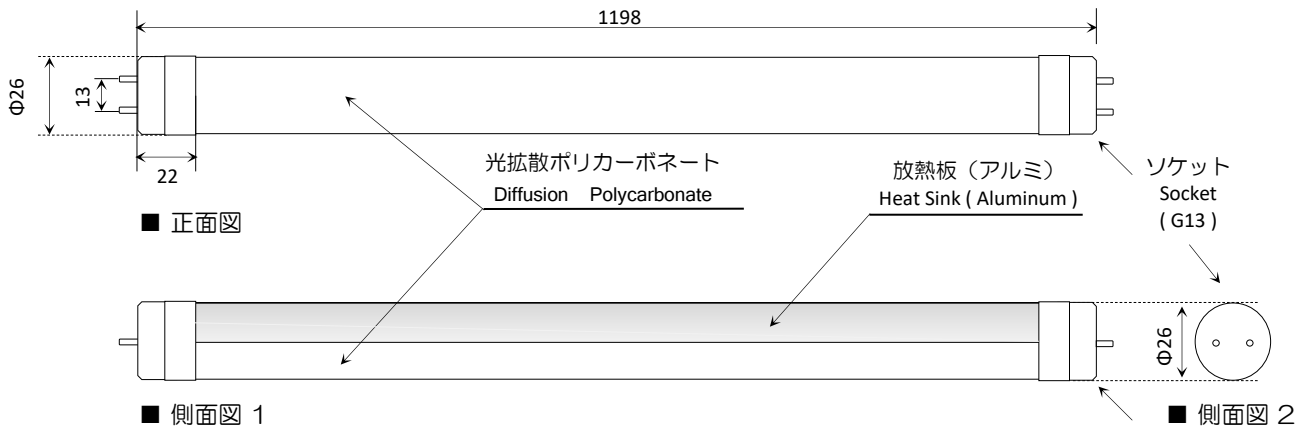 1198
Φ26
13
22
光拡散ポリカーボネート
Diffusion Polycarbonate
放熱板（アルミ）
Heat Sink ( Aluminum )
ソケット
Socket
( G13 )
■ 正面図
Φ26
■ 側面図 1
■ 側面図 2